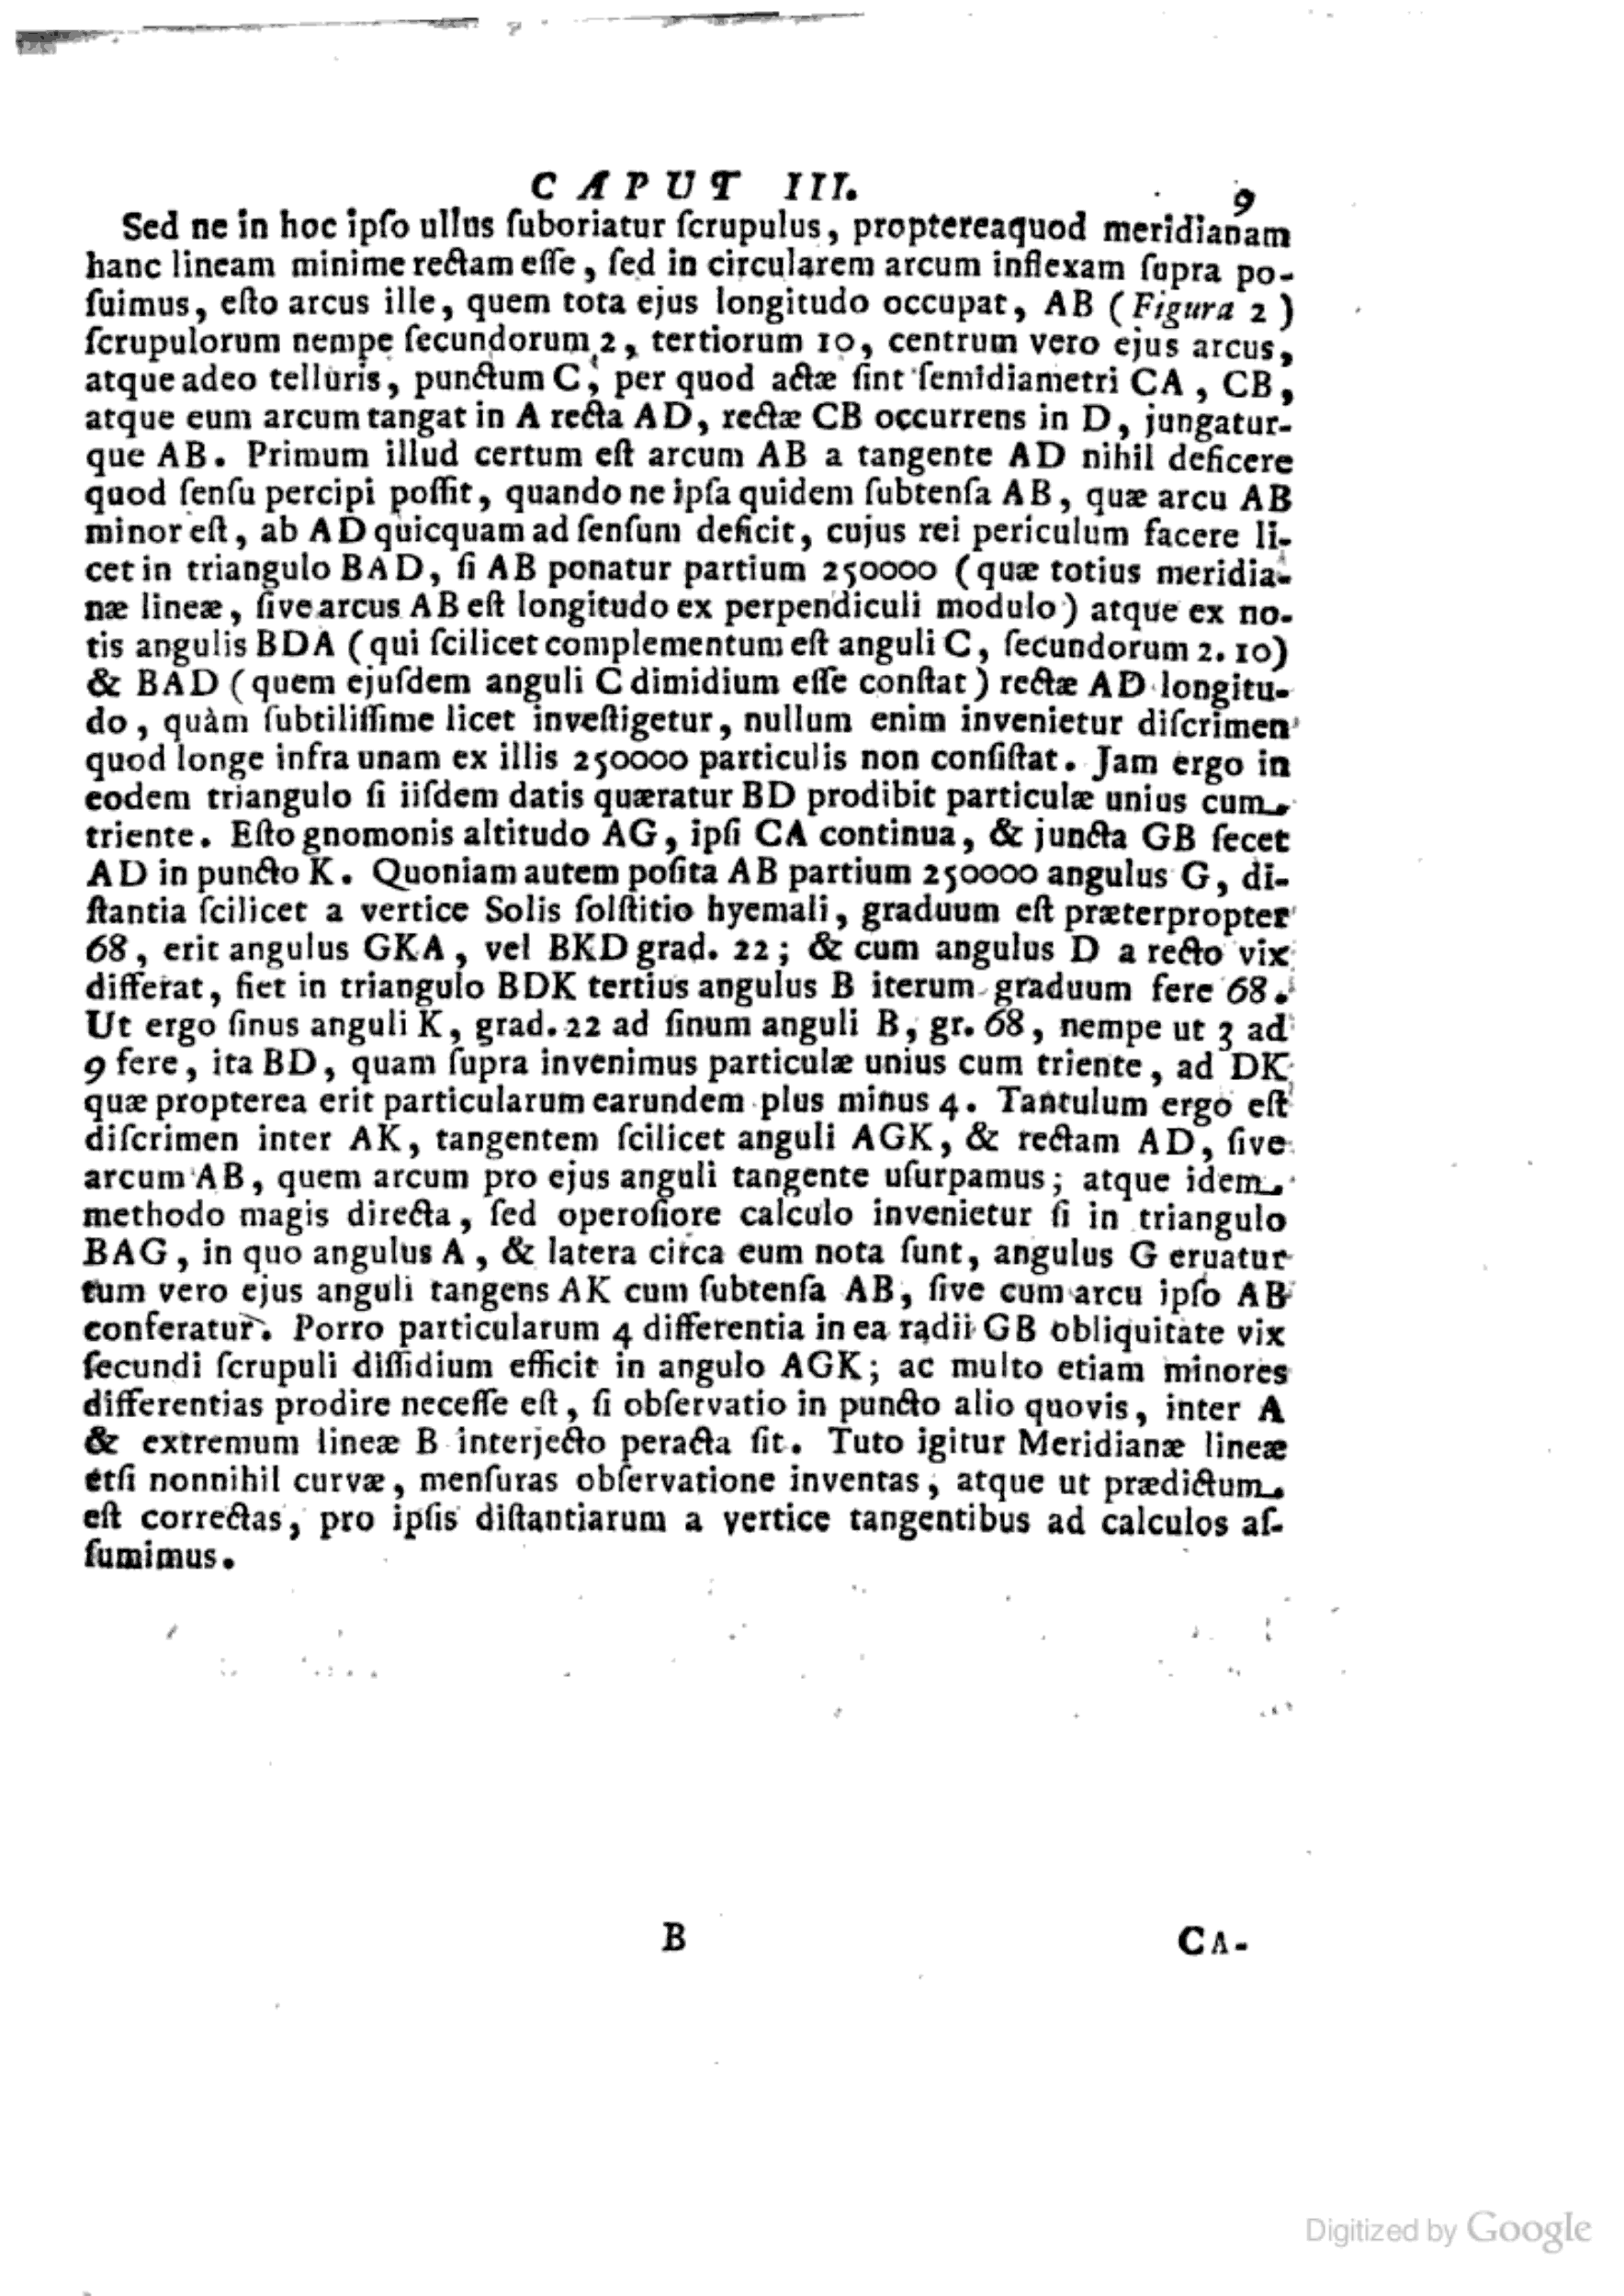 CAPUT III. 9
Sed ne in hoc ipſo ullus ſuboriatur ſcrupulus, proptereaquod meridianam
hanc lineam minime rectam eſſe, ſed in circularem arcum inflexam ſupra po-
ſuimus, eſto arcus ille, quem tota ejus longitudo occupat, AB (Figura 2)
ſcrupulorum nempe ſecundorum 2, tertiorum 10, centrum vero ejus arcus,
atque adeo telluris, punctum C, per quod actæ ſint ſemidiametri CA, CB,
atque eum arcum tangat in A recta AD, rectæ CB occurrens in D, jungatur-
que AB. Primum illud certum eſt arcum AB a tangente AD nihil deficere
quod ſenſu percipi poſſit, quando ne ipſa quidem ſubtenſa AB, quæ arcu AB
minor eſt, ab AD quicquam ad ſenſum deficit, cujus rei periculum facere li-
cet in triangulo BAD, ſi AB ponatur partium 250000 (quæ totius meridia-
næ lineæ, ſive arcus AB eſt longitudo ex perpendiculi modulo) atque ex no-
tis angulis BDA (qui ſcilicet complementum eſt anguli C, ſecundorum 2. 10)
& BAD (quem ejuſdem anguli C dimidium eſſe conſtat) rectæ AD longitu-
do, quàm ſubtiliſſime licet inveſtigetur, nullum enim invenietur diſcrimen
quod longe infra unam ex illis 250000 particulis non conſiſtat. Jam ergo in
eodem triangulo ſi iiſdem datis quæratur BD prodibit particulæ unius cum
triente. Eſto gnomonis altitudo AG, ipſi CA continua, & juncta GB ſecet
AD in puncto K. Quoniam autem poſita AB partium 250000 angulus G, di-
ſtantia ſcilicet a vertice Solis ſolſtitio hyemali, graduum eſt præterpropter
68, erit angulus GKA, vel BKD grad. 22; & cum angulus D a recto vix
differat, fiet in triangulo BDK tertius angulus B iterum graduum fere 68.
Ut ergo ſinus anguli K, grad. 22 ad ſinum anguli B, gr. 68, nempe ut 3 ad
9 fere, ita BD, quam ſupra invenimus particulæ unius cum triente, ad DK
quæ propterea erit particularum earundem plus minus 4. Tantulum ergo eſt
diſcrimen inter AK, tangentem ſcilicet anguli AGK, & rectam AD, ſive
arcum AB, quem arcum pro ejus anguli tangente uſurpamus; atque idem
methodo magis directa, ſed operoſiore calculo invenietur ſi in triangulo
BAG, in quo angulus A, & latera circa eum nota ſunt, angulus G eruatur
tum vero ejus anguli tangens AK cum ſubtenſa AB, ſive cum arcu ipſo AB
conferatur. Porro particularum 4 differentia in ea radii GB obliquitate vix
ſecundi ſcrupuli diſſidium efficit in angulo AGK; ac multo etiam minores
differentias prodire neceſſe eſt, ſi obſervatio in puncto alio quovis, inter A
& extremum lineæ B interjecto peracta ſit. Tuto igitur Meridianæ lineæ
etſi nonnihil curvæ, menſuras obſervatione inventas, atque ut prædictum
eſt correctas, pro ipſis diſtantiarum a vertice tangentibus ad calculos aſ-
ſumimus.
B CA-
Digitized by Google